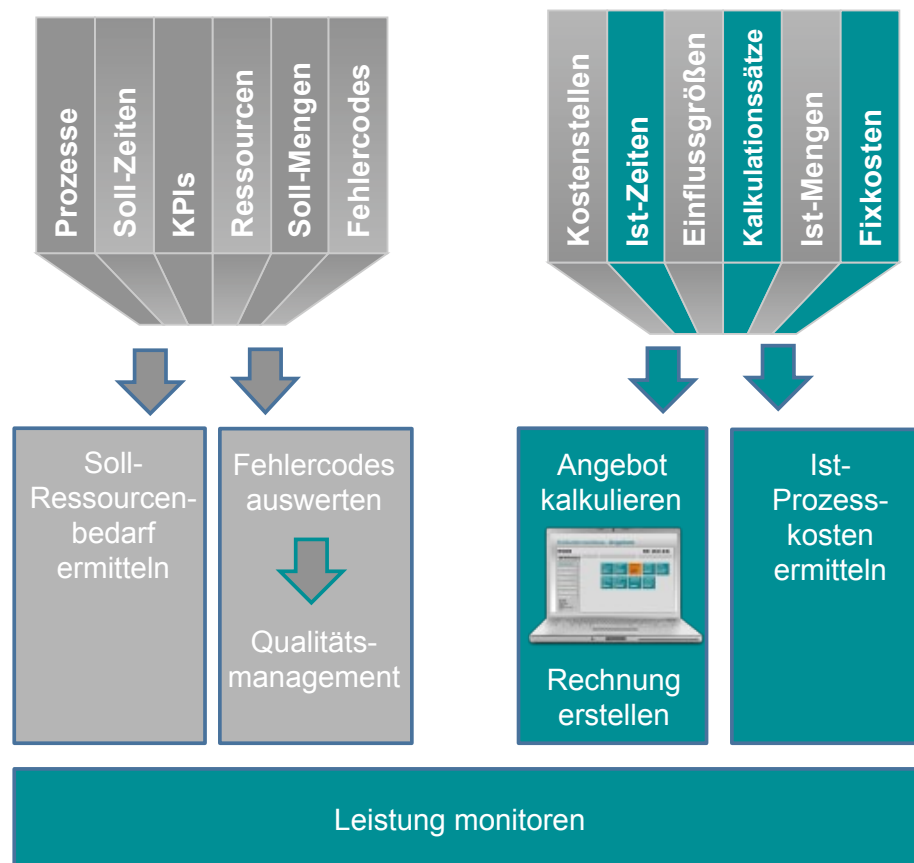 Prozesse
Soll-Zeiten
KPIs
Ressourcen
Soll-Mengen
Fehlercodes
Kostenstellen
Ist-Zeiten
Einflussgrößen
Kalkulationssätze
Ist-Mengen
Fixkosten
Soll-
Ressourcen-
bedarf
ermitteln
Fehlercodes
auswerten
Qualitäts-
management
Angebot
kalkulieren
Rechnung
erstellen
Ist-
Prozess-
kosten
ermitteln
Leistung monitoren